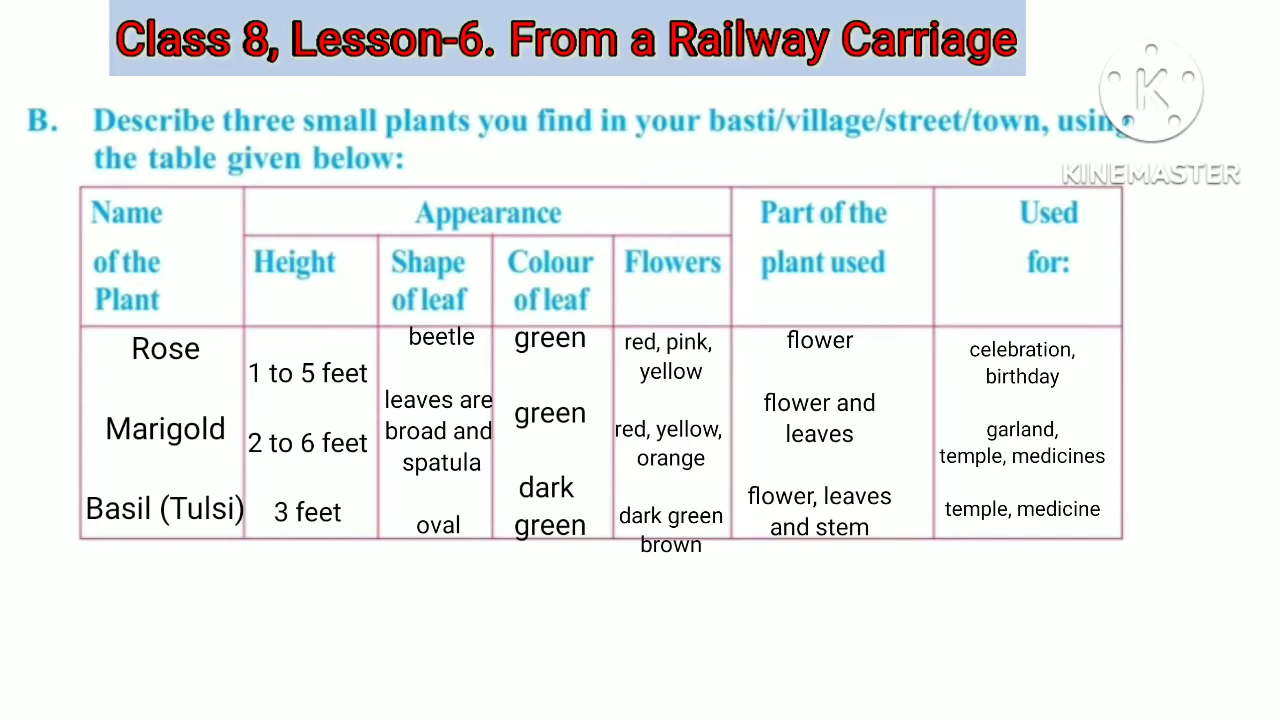 Class 8, Lesson-6. From a Railway Carriage
K
KINEMASTER
B. Describe three small plants you find in your basti/village/street/town, using
the table given below:
Name of the Plant
Appearance
Part of the plant used
Used for:
Height
Shape of leaf
Colour of leaf
Flowers
Rose
1 to 5 feet
beetle
green
red, pink,
yellow
flower
celebration,
birthday
Marigold
2 to 6 feet
leaves are
broad and
spatula
green
red, yellow,
orange
flower and
leaves
garland,
temple, medicines
Basil (Tulsi)
3 feet
oval
dark
green
dark green
brown
flower, leaves
and stem
temple, medicine